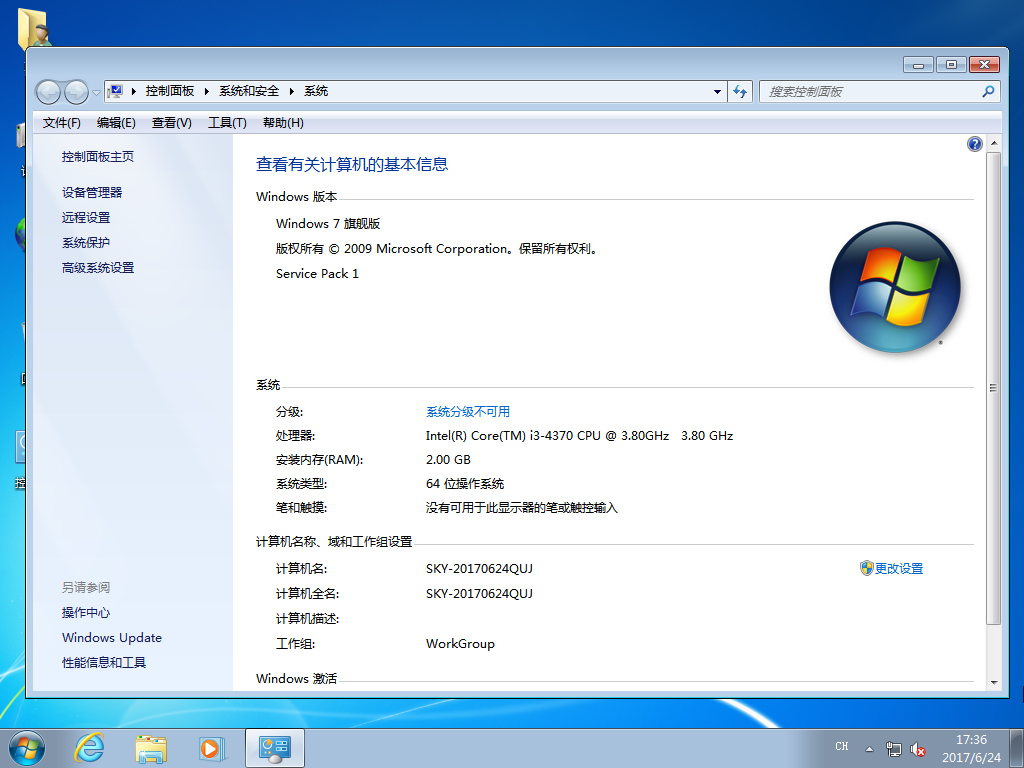 控制面板 系统和安全 系统
搜索控制面板
文件(F) 编辑(E) 查看(V) 工具(T) 帮助(H)
控制面板主页
设备管理器
远程设置
系统保护
高级系统设置
另请参阅
操作中心
Windows Update
性能信息和工具
查看有关计算机的基本信息
Windows 版本
Windows 7 旗舰版
版权所有 © 2009 Microsoft Corporation。保留所有权利。
Service Pack 1
系统
分级: 系统分级不可用
处理器: Intel(R) Core(TM) i3-4370 CPU @ 3.80GHz 3.80 GHz
安装内存(RAM): 2.00 GB
系统类型: 64 位操作系统
笔和触摸: 没有可用于此显示器的笔或触控输入
计算机名称、域和工作组设置
计算机名: SKY-20170624QUJ 更改设置
计算机全名: SKY-20170624QUJ
计算机描述:
工作组: WorkGroup
Windows 激活
CH
17:36
2017/6/24